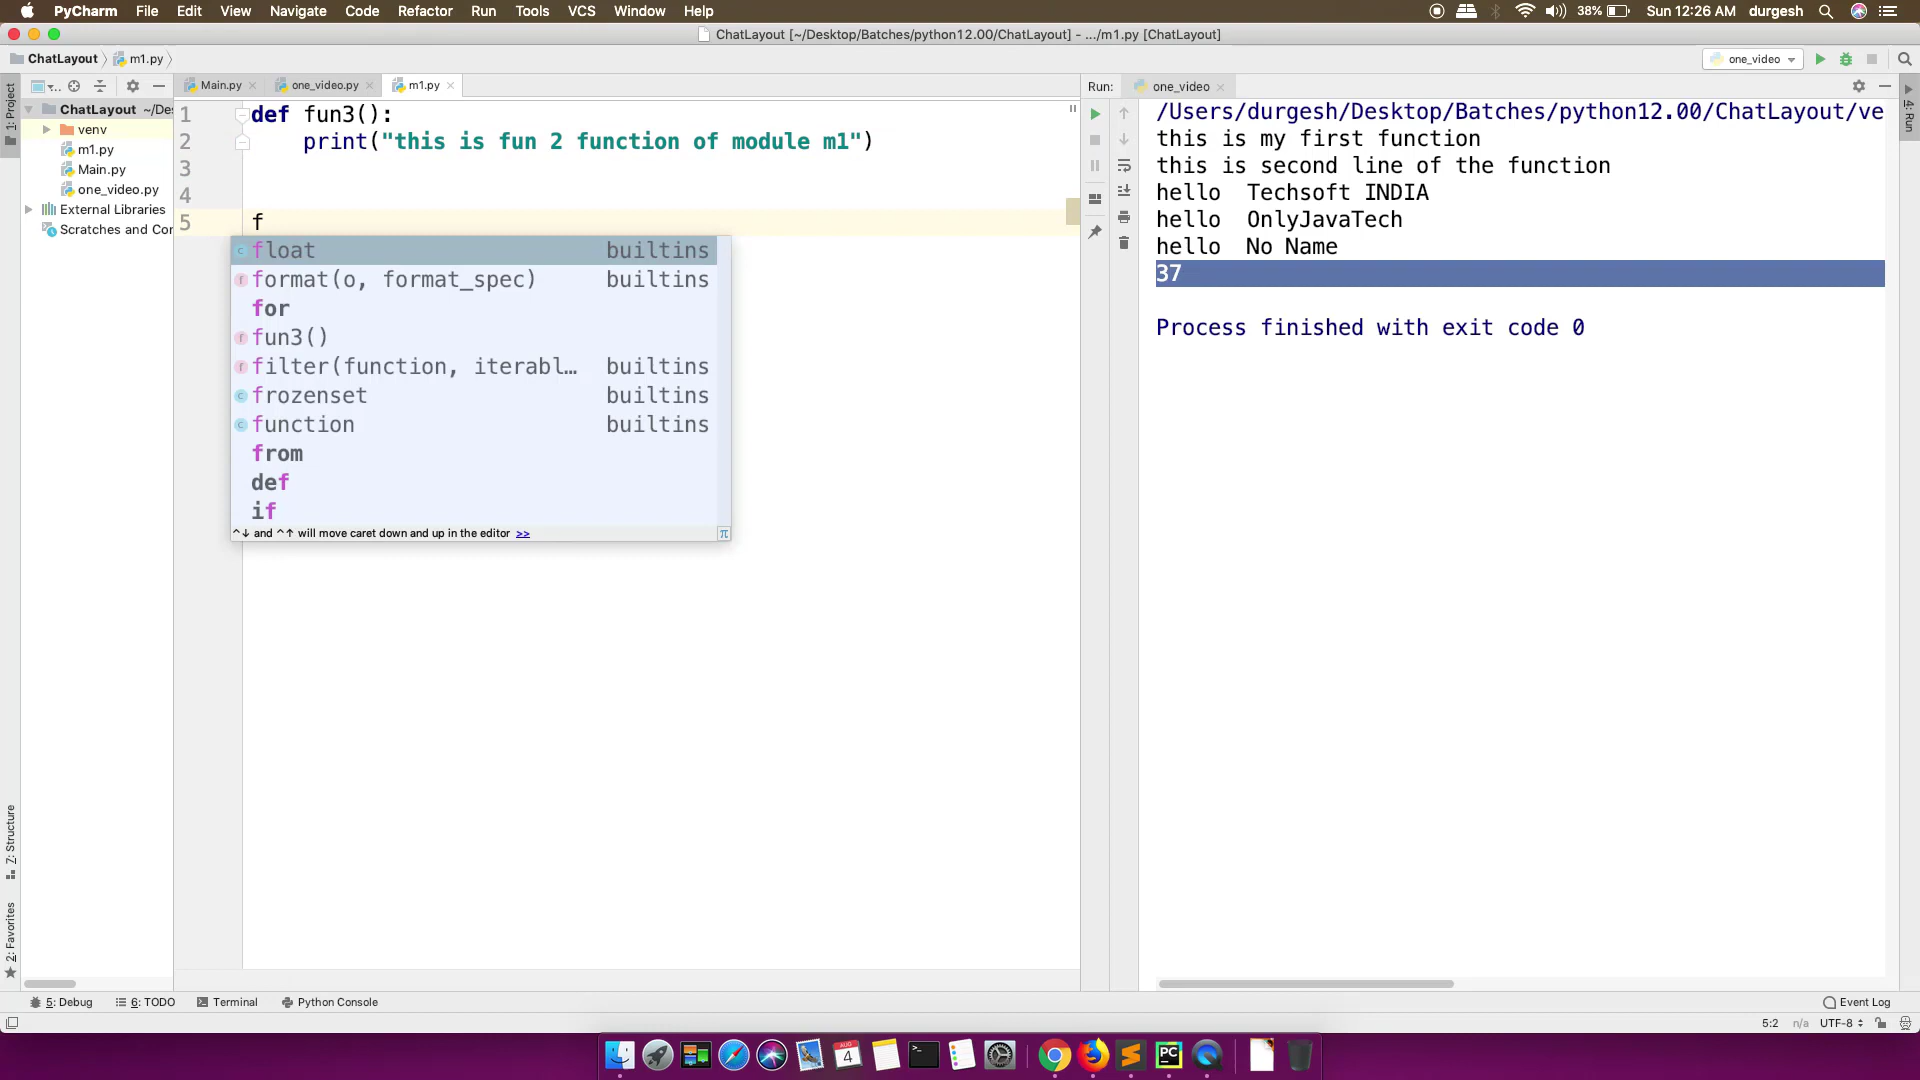 PyCharm File Edit View Navigate Code Refactor Run Tools VCS Window Help 38% Sun 12:26 AM durgesh
ChatLayout [~/Desktop/Batches/python12.00/ChatLayout] - .../m1.py [ChatLayout]
ChatLayout m1.py one_video
Main.py one_video.py m1.py Run: one_video
1: Project
4: Run
ChatLayout ~/Des
venv
m1.py
Main.py
one_video.py
External Libraries
Scratches and Cor
1 def fun3():
2 print("this is fun 2 function of module m1")
3
4
5 f
float builtins
format(o, format_spec) builtins
for
fun3()
filter(function, iterabl… builtins
frozenset builtins
function builtins
from
def
if
^↓ and ^↑ will move caret down and up in the editor >> π
/Users/durgesh/Desktop/Batches/python12.00/ChatLayout/ve
this is my first function
this is second line of the function
hello  Techsoft INDIA
hello  OnlyJavaTech
hello  No Name
37
Process finished with exit code 0
7: Structure
2: Favorites
5: Debug 6: TODO Terminal Python Console Event Log
5:2 n/a UTF-8
AUG
4
PC